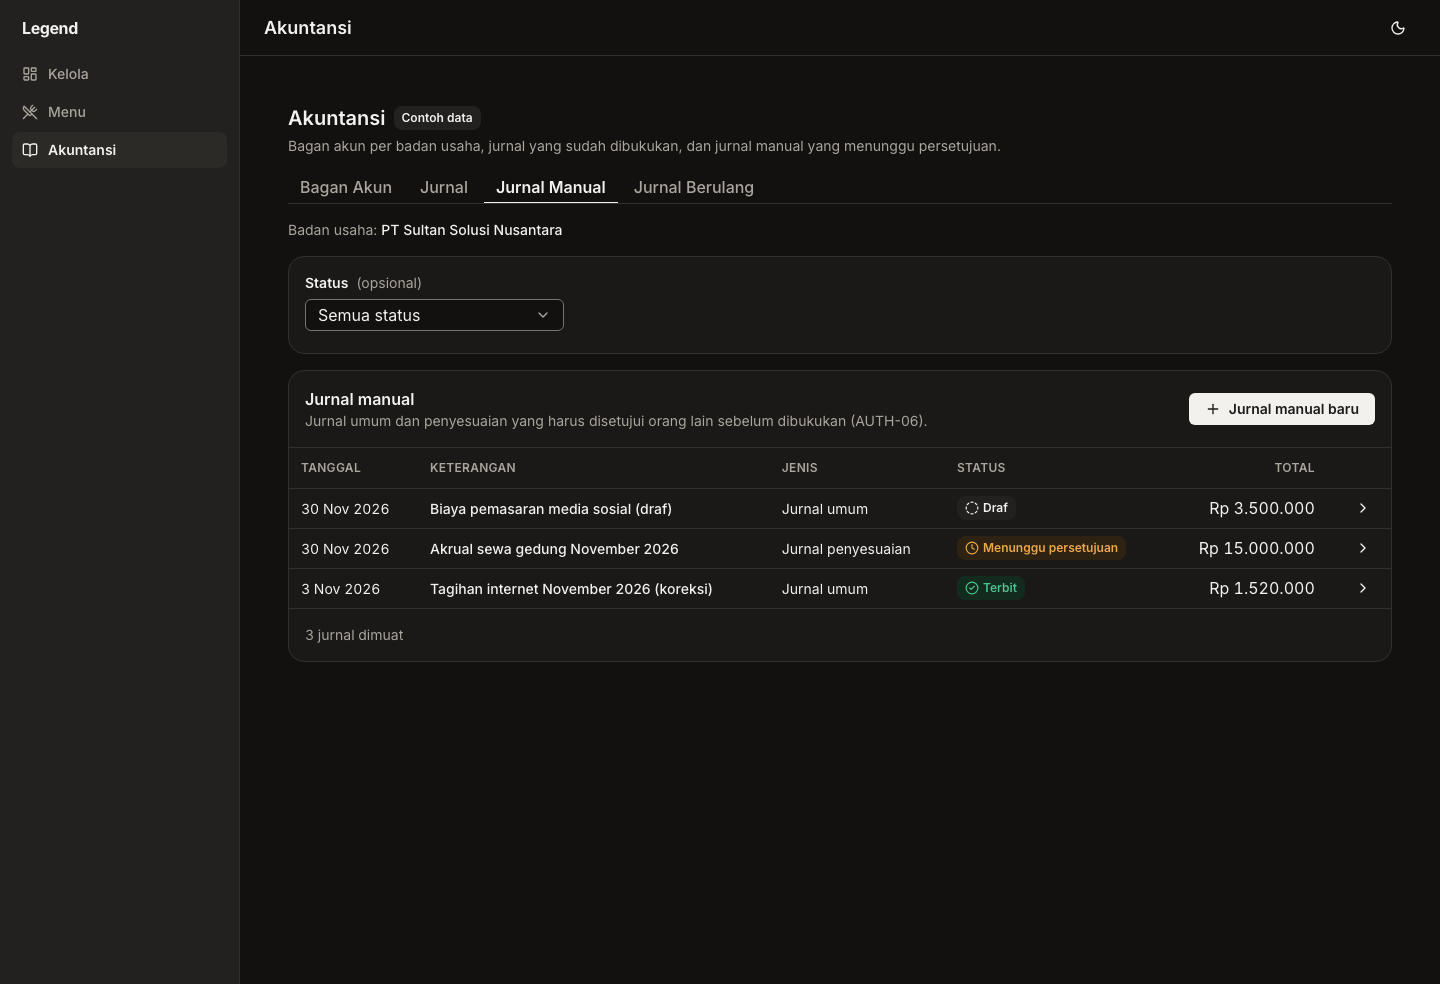 Legend
Kelola
Menu
Akuntansi
Akuntansi
Akuntansi Contoh data
Bagan akun per badan usaha, jurnal yang sudah dibukukan, dan jurnal manual yang menunggu persetujuan.
Bagan Akun Jurnal Jurnal Manual Jurnal Berulang
Badan usaha: PT Sultan Solusi Nusantara
Status (opsional)
Semua status
Jurnal manual
Jurnal umum dan penyesuaian yang harus disetujui orang lain sebelum dibukukan (AUTH-06).
Jurnal manual baru
TANGGAL KETERANGAN JENIS STATUS TOTAL
30 Nov 2026 Biaya pemasaran media sosial (draf) Jurnal umum Draf Rp 3.500.000
30 Nov 2026 Akrual sewa gedung November 2026 Jurnal penyesuaian Menunggu persetujuan Rp 15.000.000
3 Nov 2026 Tagihan internet November 2026 (koreksi) Jurnal umum Terbit Rp 1.520.000
3 jurnal dimuat